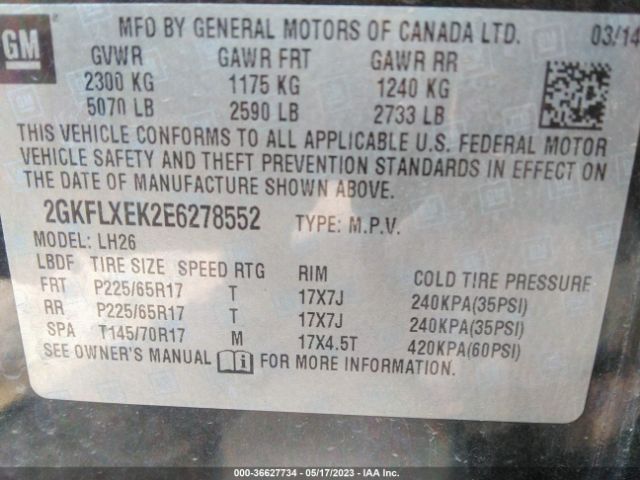 GM
MFD BY GENERAL MOTORS OF CANADA LTD. 03/14
GVWR GAWR FRT GAWR RR
2300 KG 1175 KG 1240 KG
5070 LB 2590 LB 2733 LB
THIS VEHICLE CONFORMS TO ALL APPLICABLE U.S. FEDERAL MOTOR
VEHICLE SAFETY AND THEFT PREVENTION STANDARDS IN EFFECT ON
THE DATE OF MANUFACTURE SHOWN ABOVE.
2GKFLXEK2E6278552 TYPE: M.P.V.
MODEL: LH26
LBDF TIRE SIZE SPEED RTG RIM COLD TIRE PRESSURE
FRT P225/65R17 T 17X7J 240KPA(35PSI)
RR P225/65R17 T 17X7J 240KPA(35PSI)
SPA T145/70R17 M 17X4.5T 420KPA(60PSI)
SEE OWNER'S MANUAL FOR MORE INFORMATION.
000-36627734 - 05/17/2023 - IAA Inc.